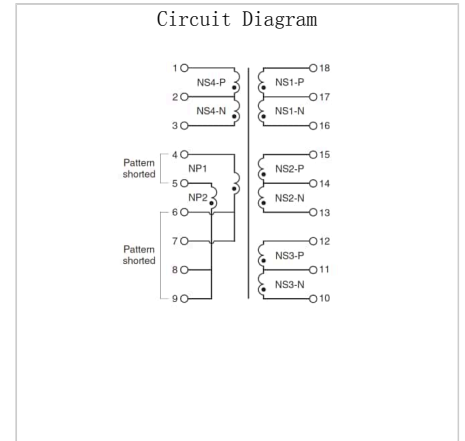 Circuit Diagram
1
NS4-P
2
NS4-N
3
4
Pattern
shorted
NP1
5
NP2
6
7
Pattern
shorted
8
9
18
NS1-P
17
NS1-N
16
15
NS2-P
14
NS2-N
13
12
NS3-P
11
NS3-N
10